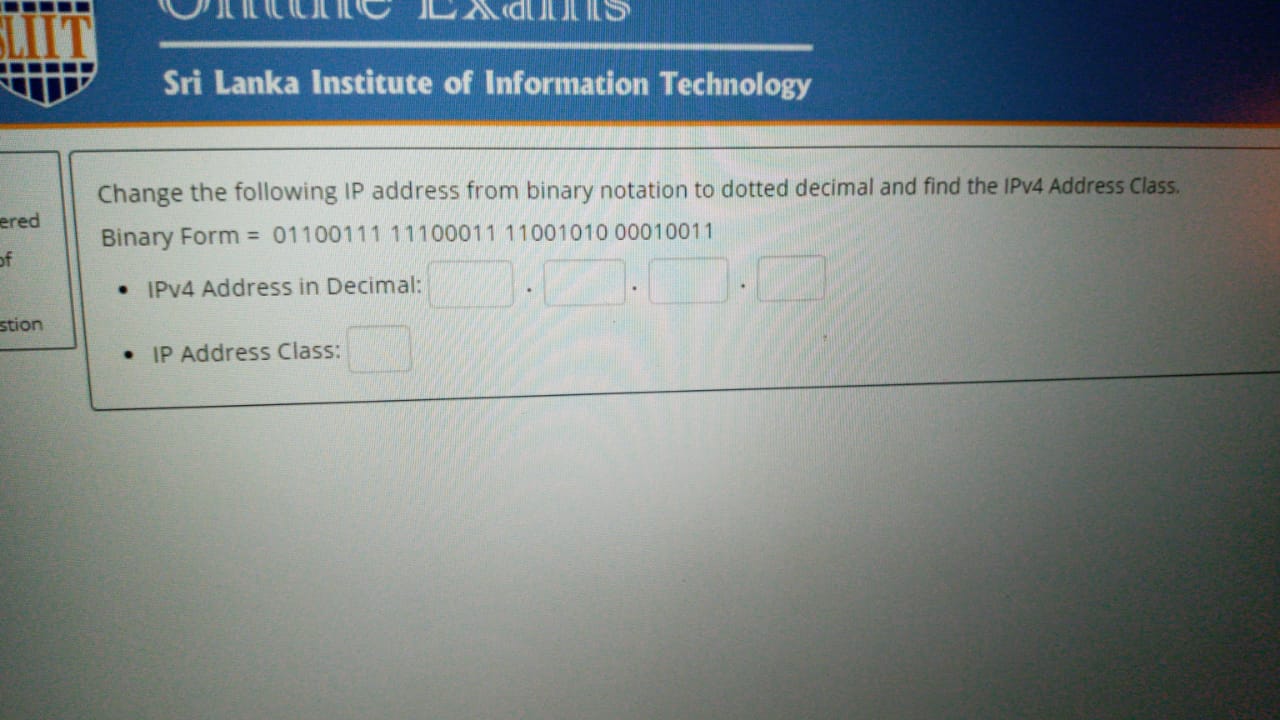 Online Exams
SLIIT
Sri Lanka Institute of Information Technology
Change the following IP address from binary notation to dotted decimal and find the IPv4 Address Class.
ered
Binary Form = 01100111 11100011 11001010 00010011
of
• IPv4 Address in Decimal: . . .
stion
• IP Address Class: